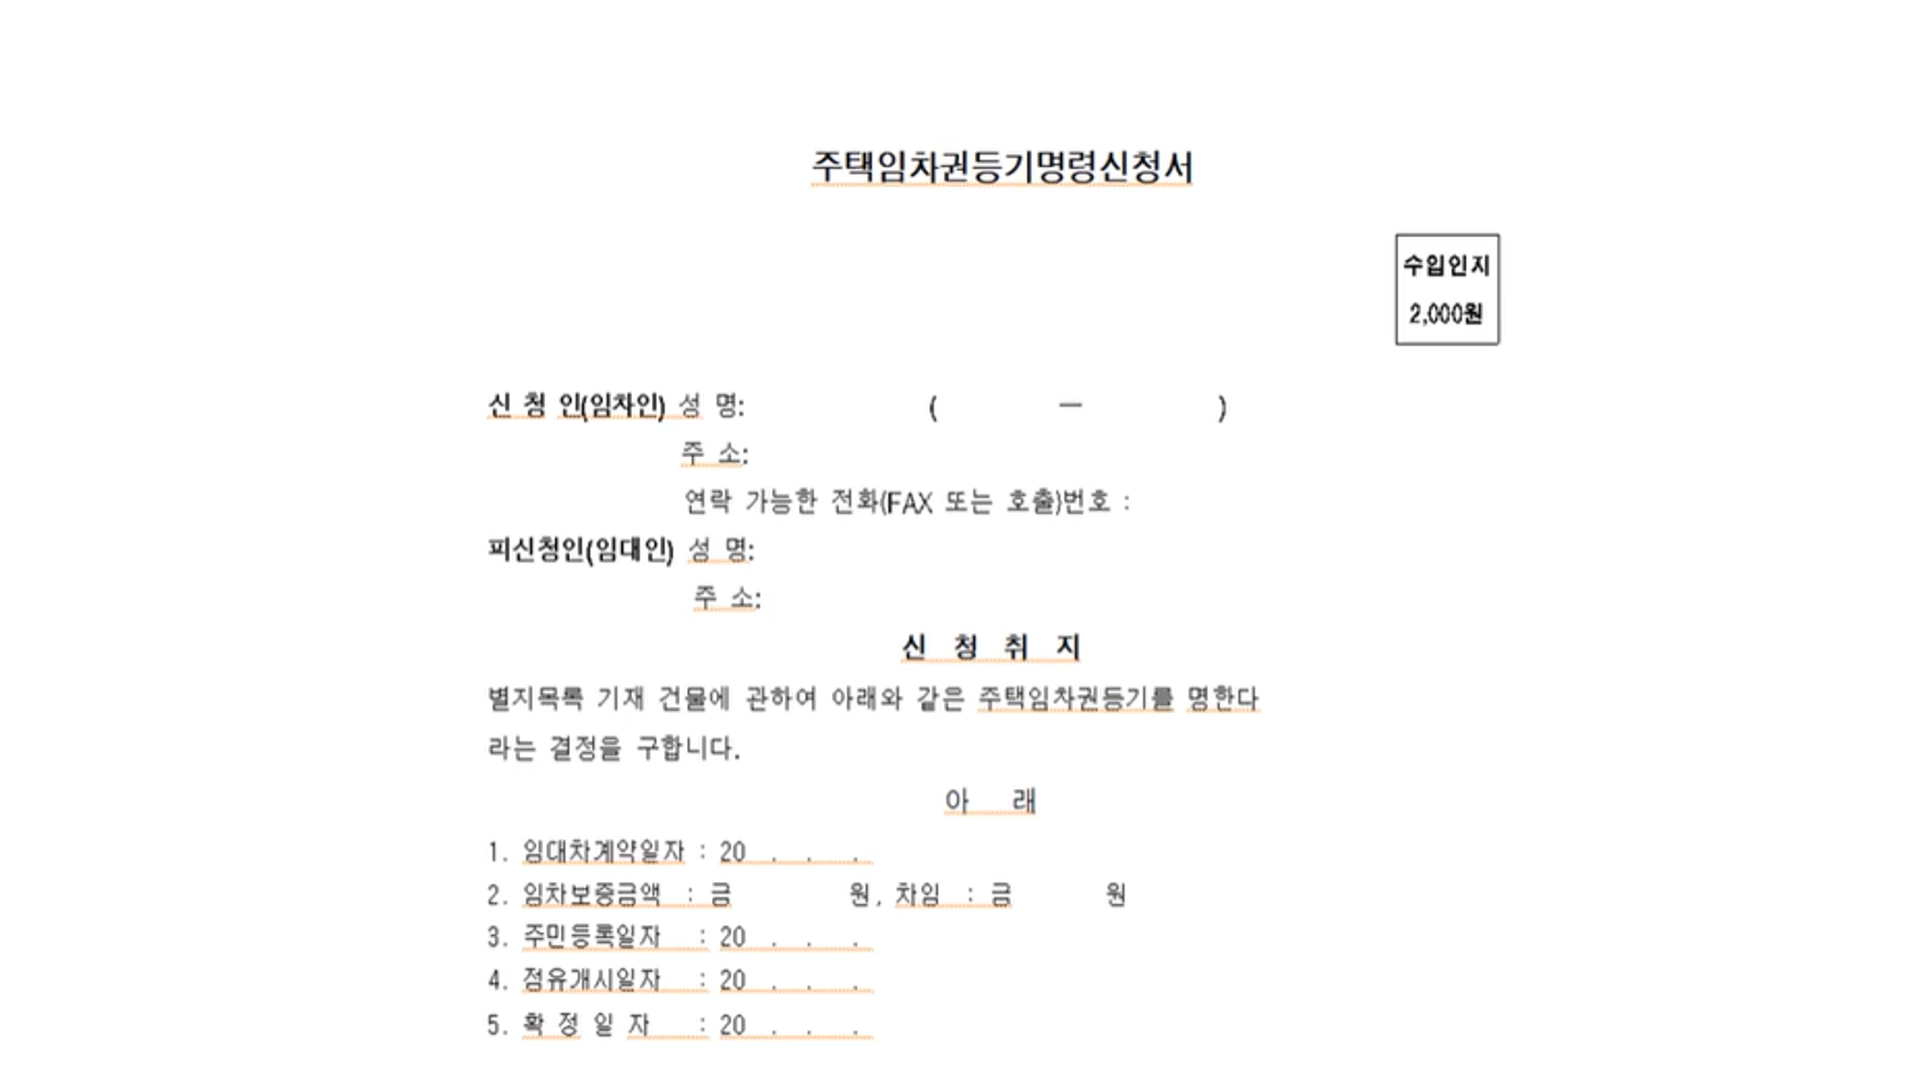 주택임차권등기명령신청서
수입인지
2,000원
신 청 인(임차인) 성 명: ( － )
주 소:
연락 가능한 전화(FAX 또는 호출)번호 :
피신청인(임대인) 성 명:
주 소:
신 청 취 지
별지목록 기재 건물에 관하여 아래와 같은 주택임차권등기를 명한다
라는 결정을 구합니다.
아 래
1. 임대차계약일자 : 20 . . .
2. 임차보증금액 : 금 원, 차임 : 금 원
3. 주민등록일자 : 20 . . .
4. 점유개시일자 : 20 . . .
5. 확 정 일 자 : 20 . . .